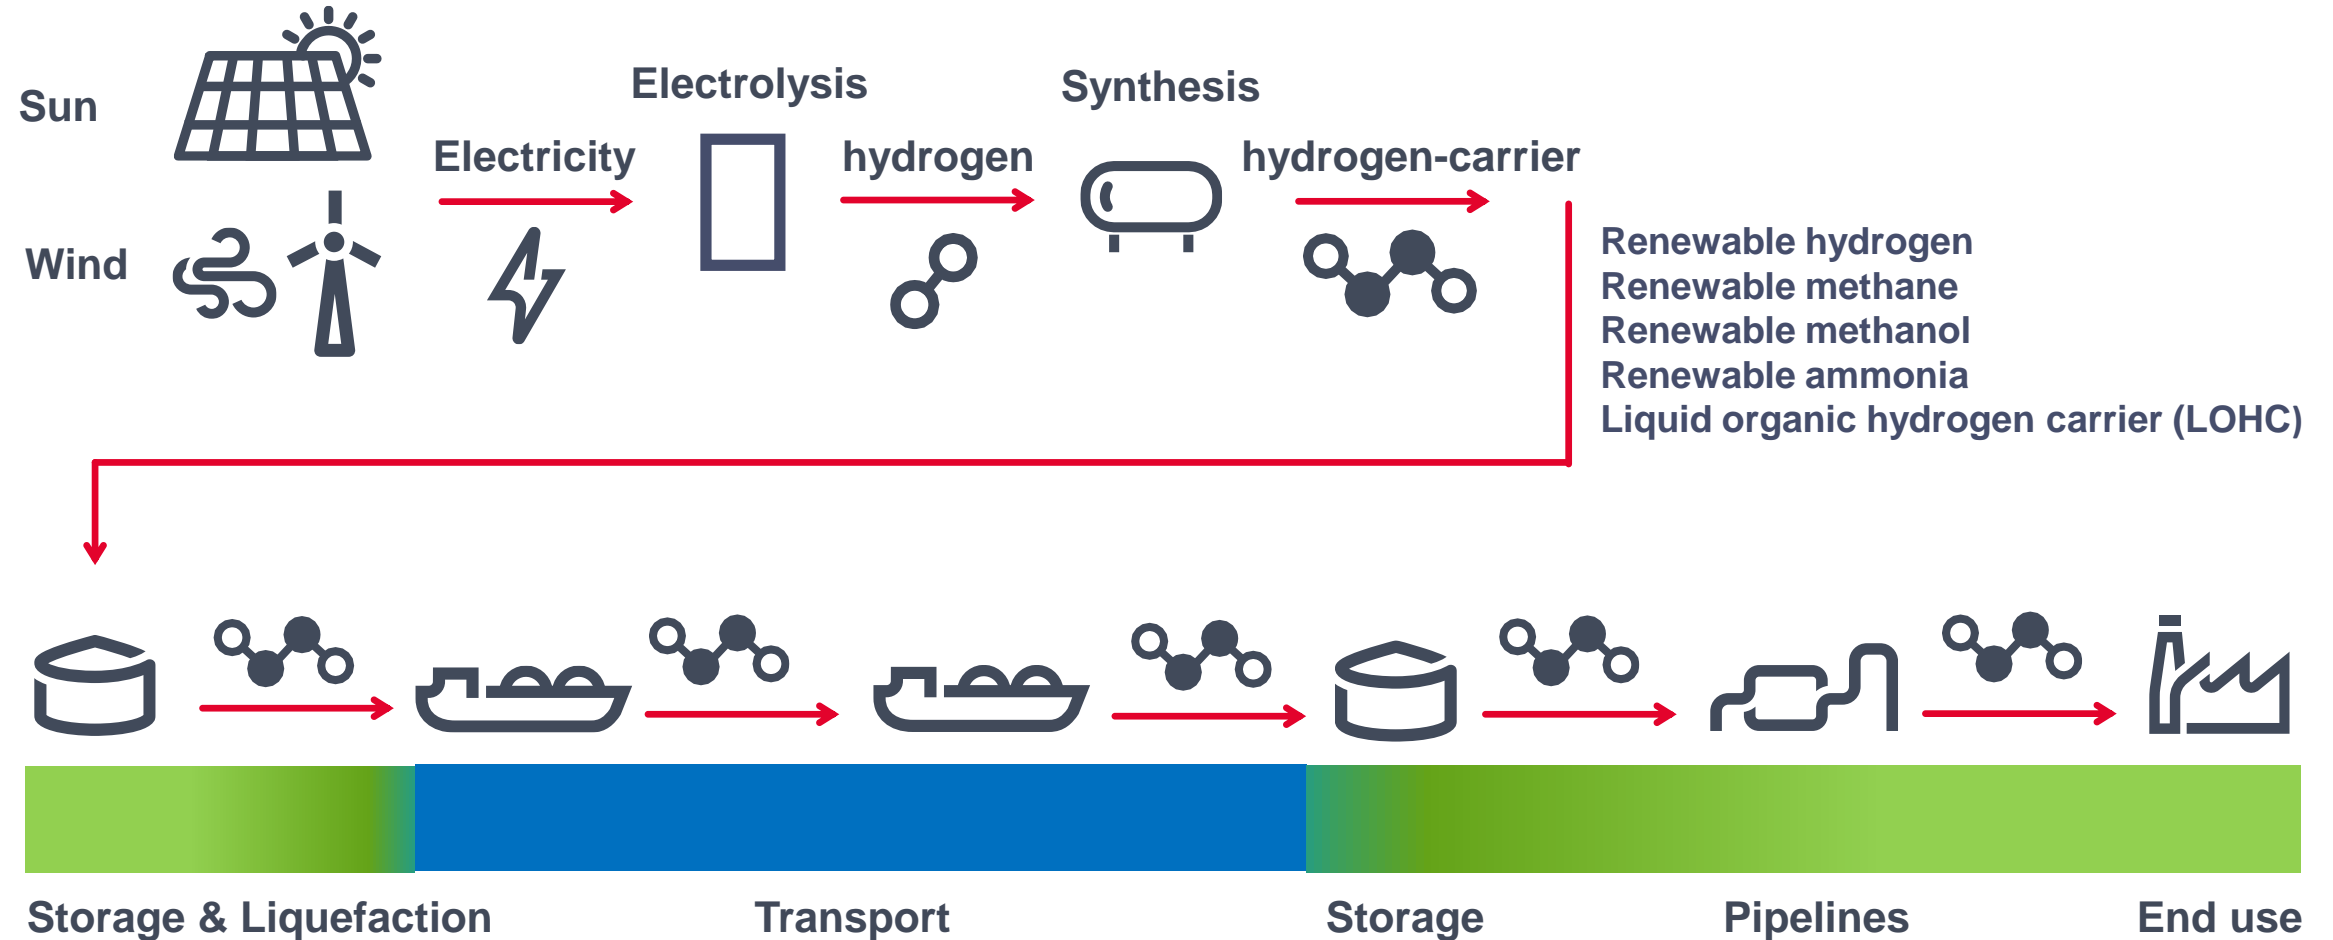 Sun
Electrolysis
Synthesis
Electricity
hydrogen
hydrogen-carrier
Wind
Renewable hydrogen
Renewable methane
Renewable methanol
Renewable ammonia
Liquid organic hydrogen carrier (LOHC)
Storage & Liquefaction
Transport
Storage
Pipelines
End use